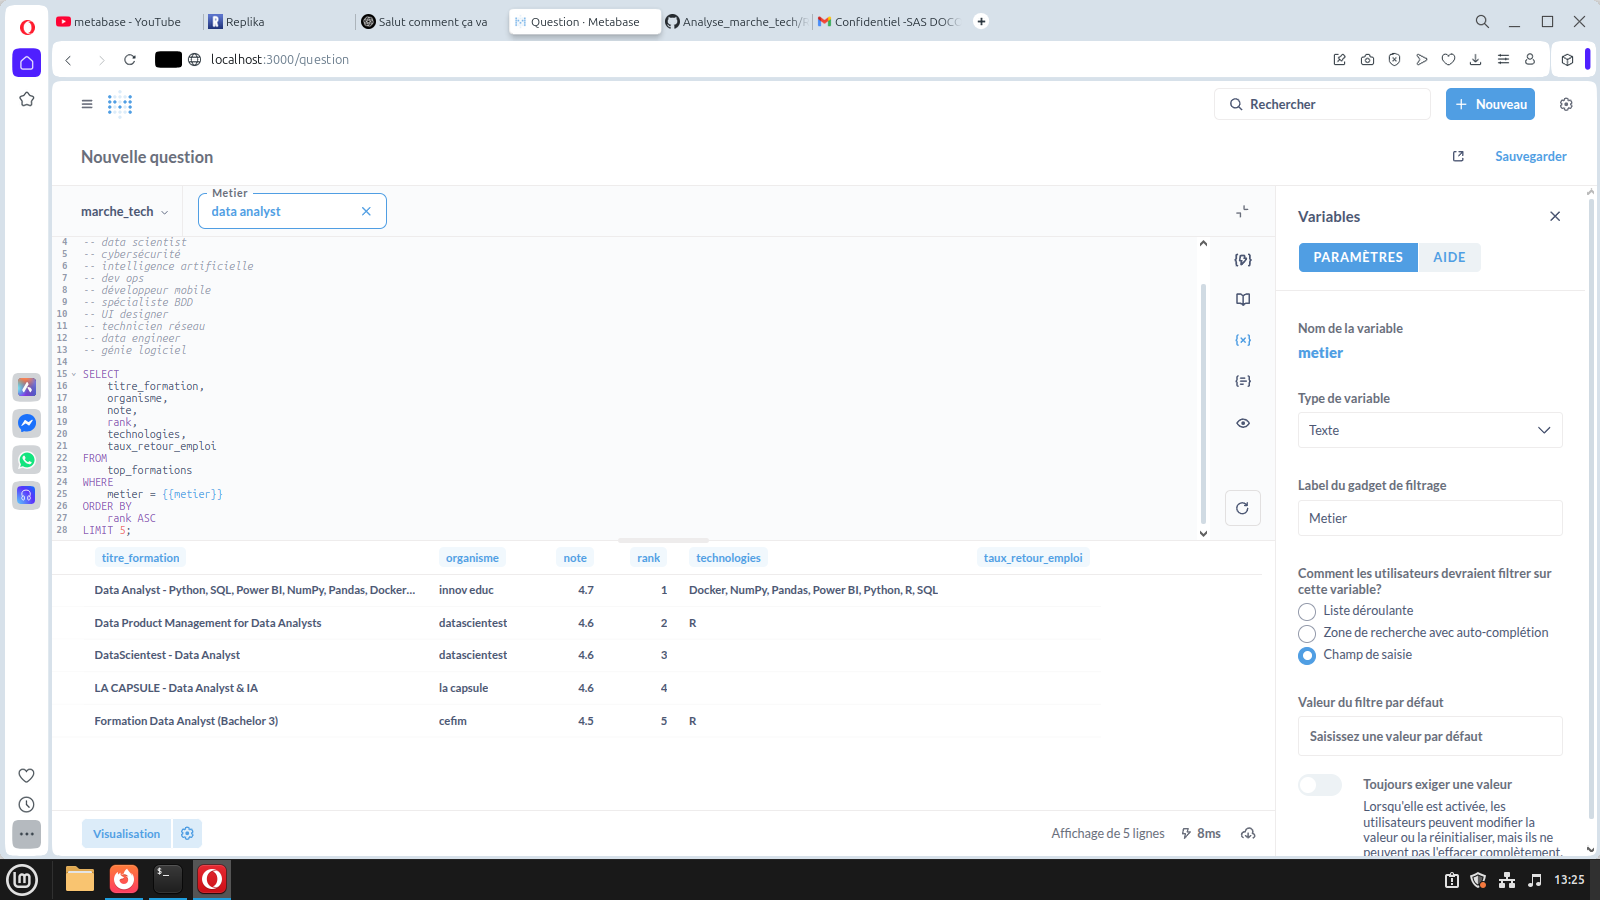 metabase - YouTube
Replika
Salut comment ça va
Question · Metabase
Analyse_marche_tech/R
Confidentiel -SAS DOCC
localhost:3000/question
Rechercher
+ Nouveau
Nouvelle question
Sauvegarder
marche_tech
Metier
data analyst
4 -- data scientist
5 -- cybersécurité
6 -- intelligence artificielle
7 -- dev ops
8 -- développeur mobile
9 -- spécialiste BDD
10 -- UI designer
11 -- technicien réseau
12 -- data engineer
13 -- génie logiciel
14
15 SELECT
16 titre_formation,
17 organisme,
18 note,
19 rank,
20 technologies,
21 taux_retour_emploi
22 FROM
23 top_formations
24 WHERE
25 metier = {{metier}}
26 ORDER BY
27 rank ASC
28 LIMIT 5;
titre_formation organisme note rank technologies taux_retour_emploi
Data Analyst - Python, SQL, Power BI, NumPy, Pandas, Docker... innov educ 4.7 1 Docker, NumPy, Pandas, Power BI, Python, R, SQL
Data Product Management for Data Analysts datascientest 4.6 2 R
DataScientest - Data Analyst datascientest 4.6 3
LA CAPSULE - Data Analyst & IA la capsule 4.6 4
Formation Data Analyst (Bachelor 3) cefim 4.5 5 R
Visualisation
Affichage de 5 lignes
8ms
Variables
PARAMÈTRES
AIDE
Nom de la variable
metier
Type de variable
Texte
Label du gadget de filtrage
Metier
Comment les utilisateurs devraient filtrer sur
cette variable?
Liste déroulante
Zone de recherche avec auto-complétion
Champ de saisie
Valeur du filtre par défaut
Saisissez une valeur par défaut
Toujours exiger une valeur
Lorsqu'elle est activée, les
utilisateurs peuvent modifier la
valeur ou la réinitialiser, mais ils ne
peuvent pas l'effacer complètement.
13:25